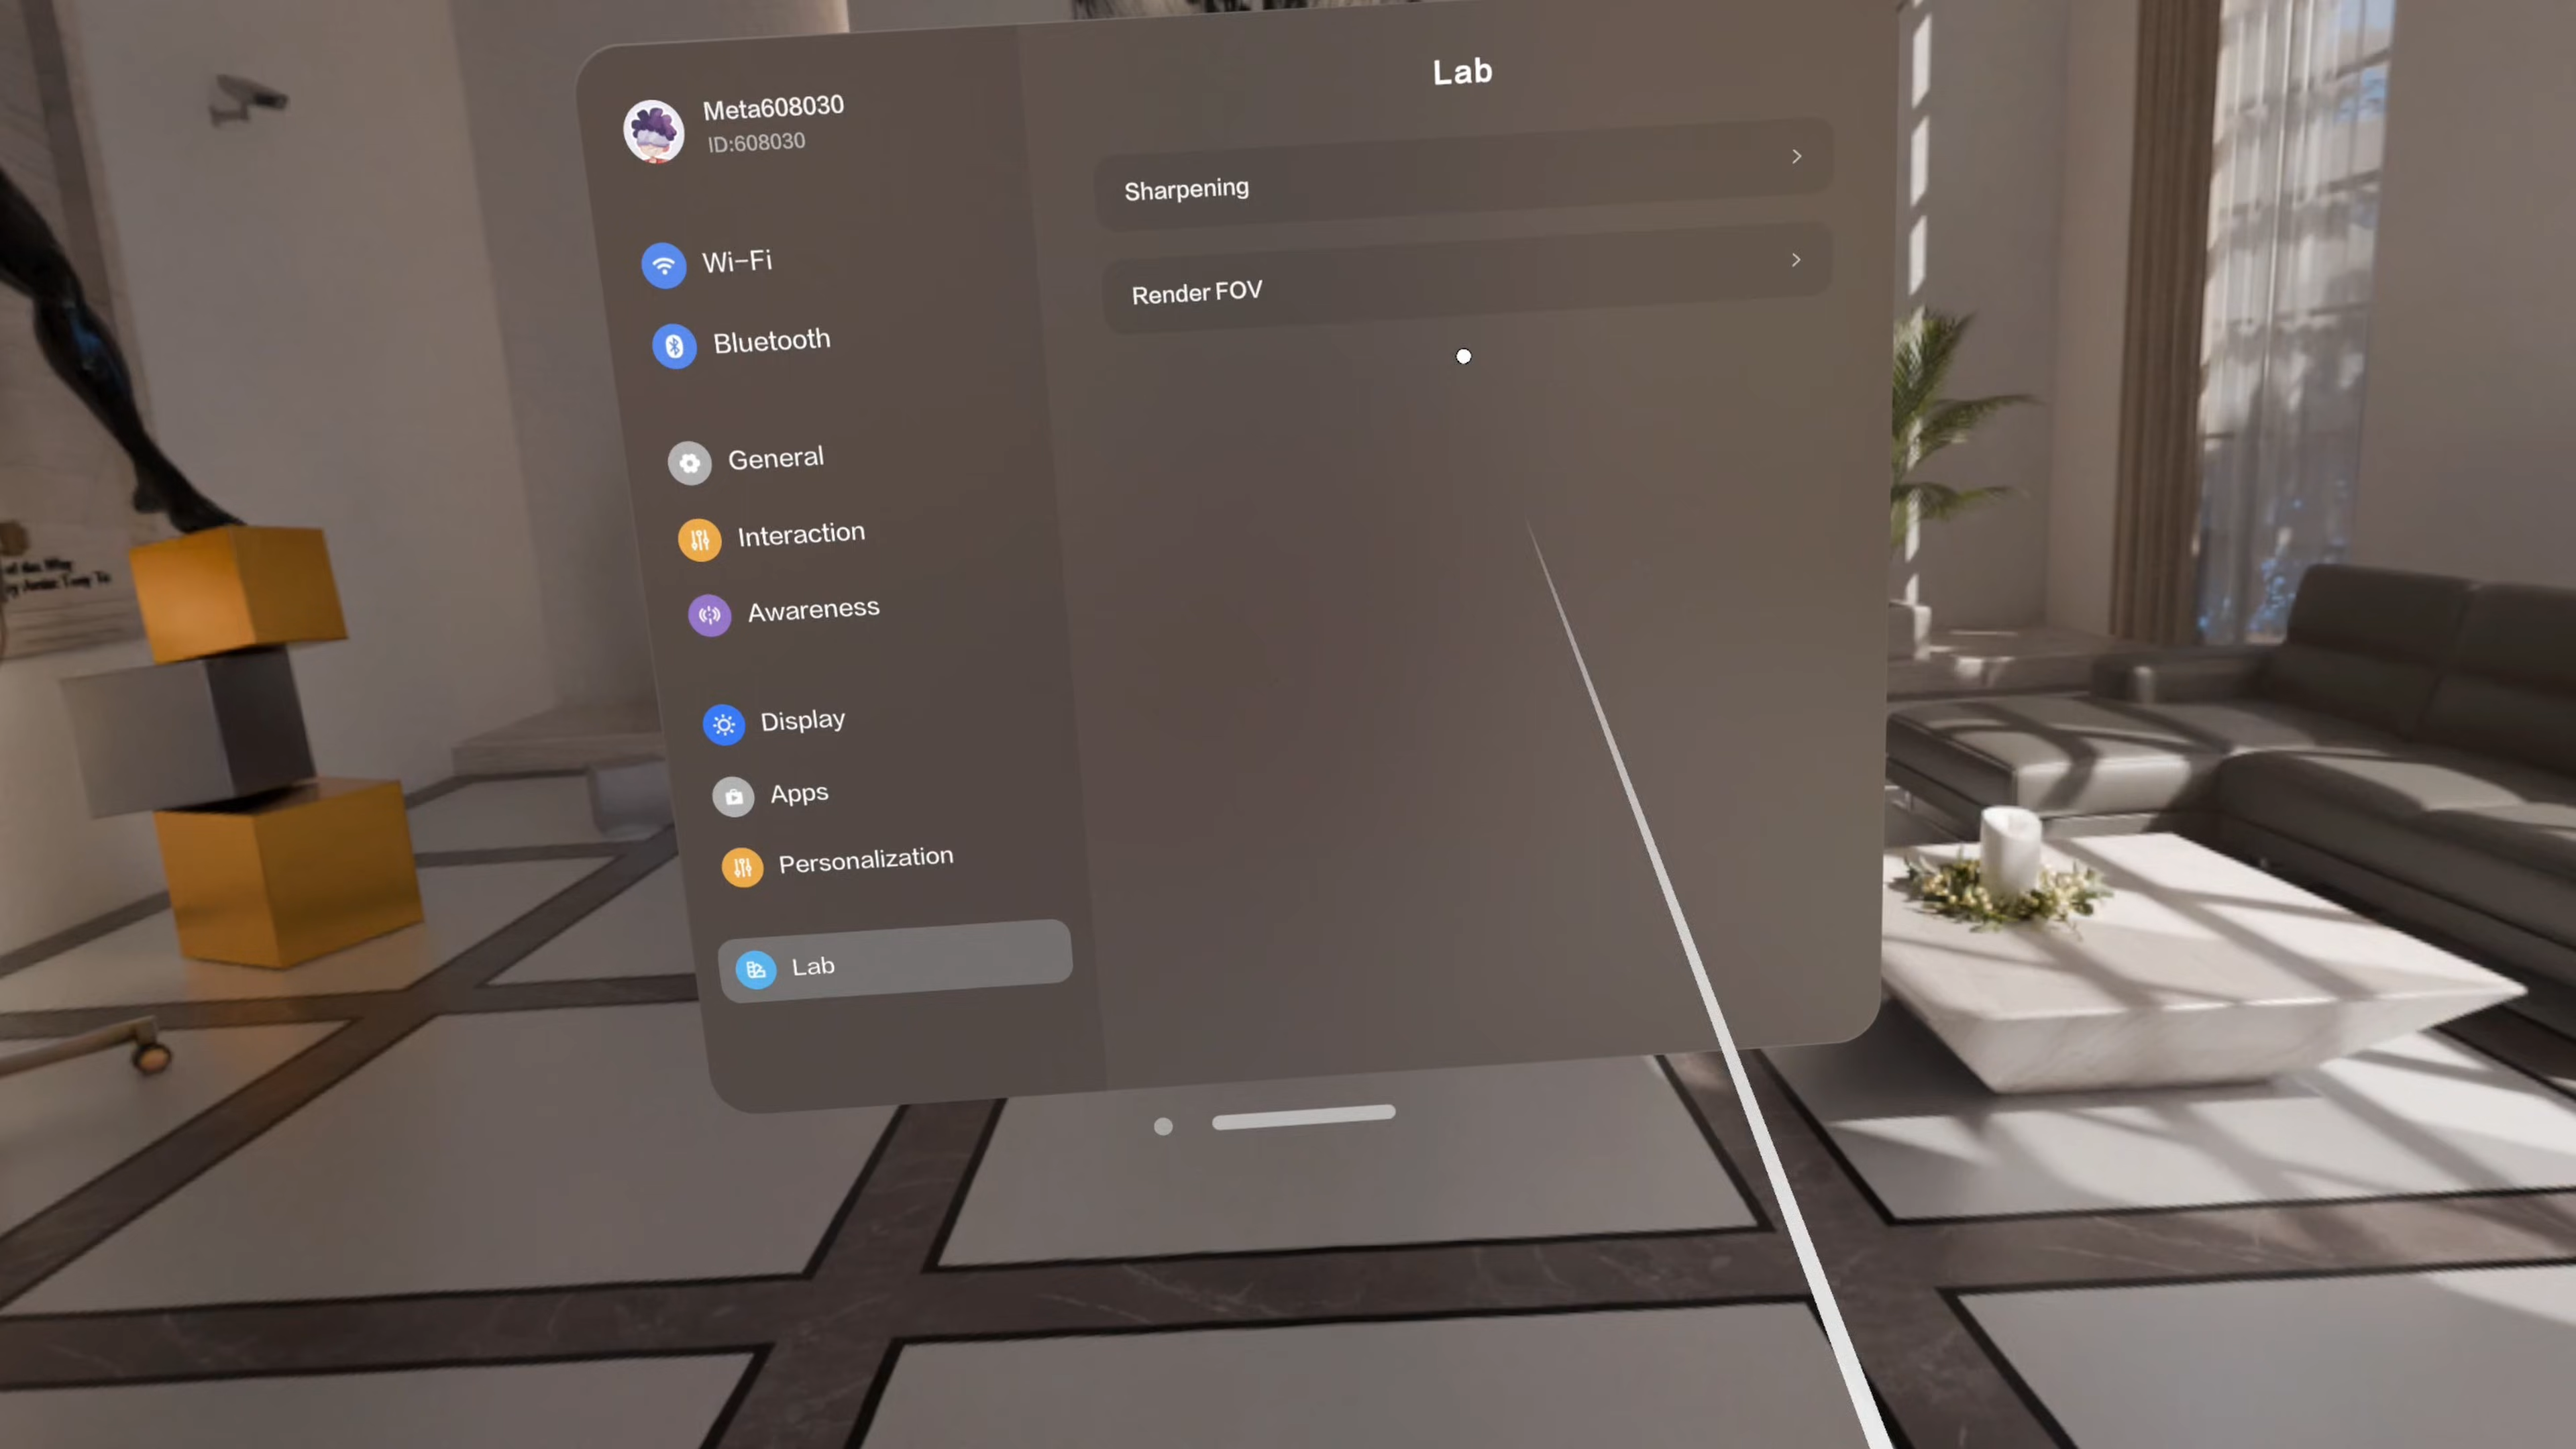 Lab
Meta608030
ID:608030
Wi-Fi
Bluetooth
General
Interaction
Awareness
Display
Apps
Personalization
Lab
Sharpening
Render FOV